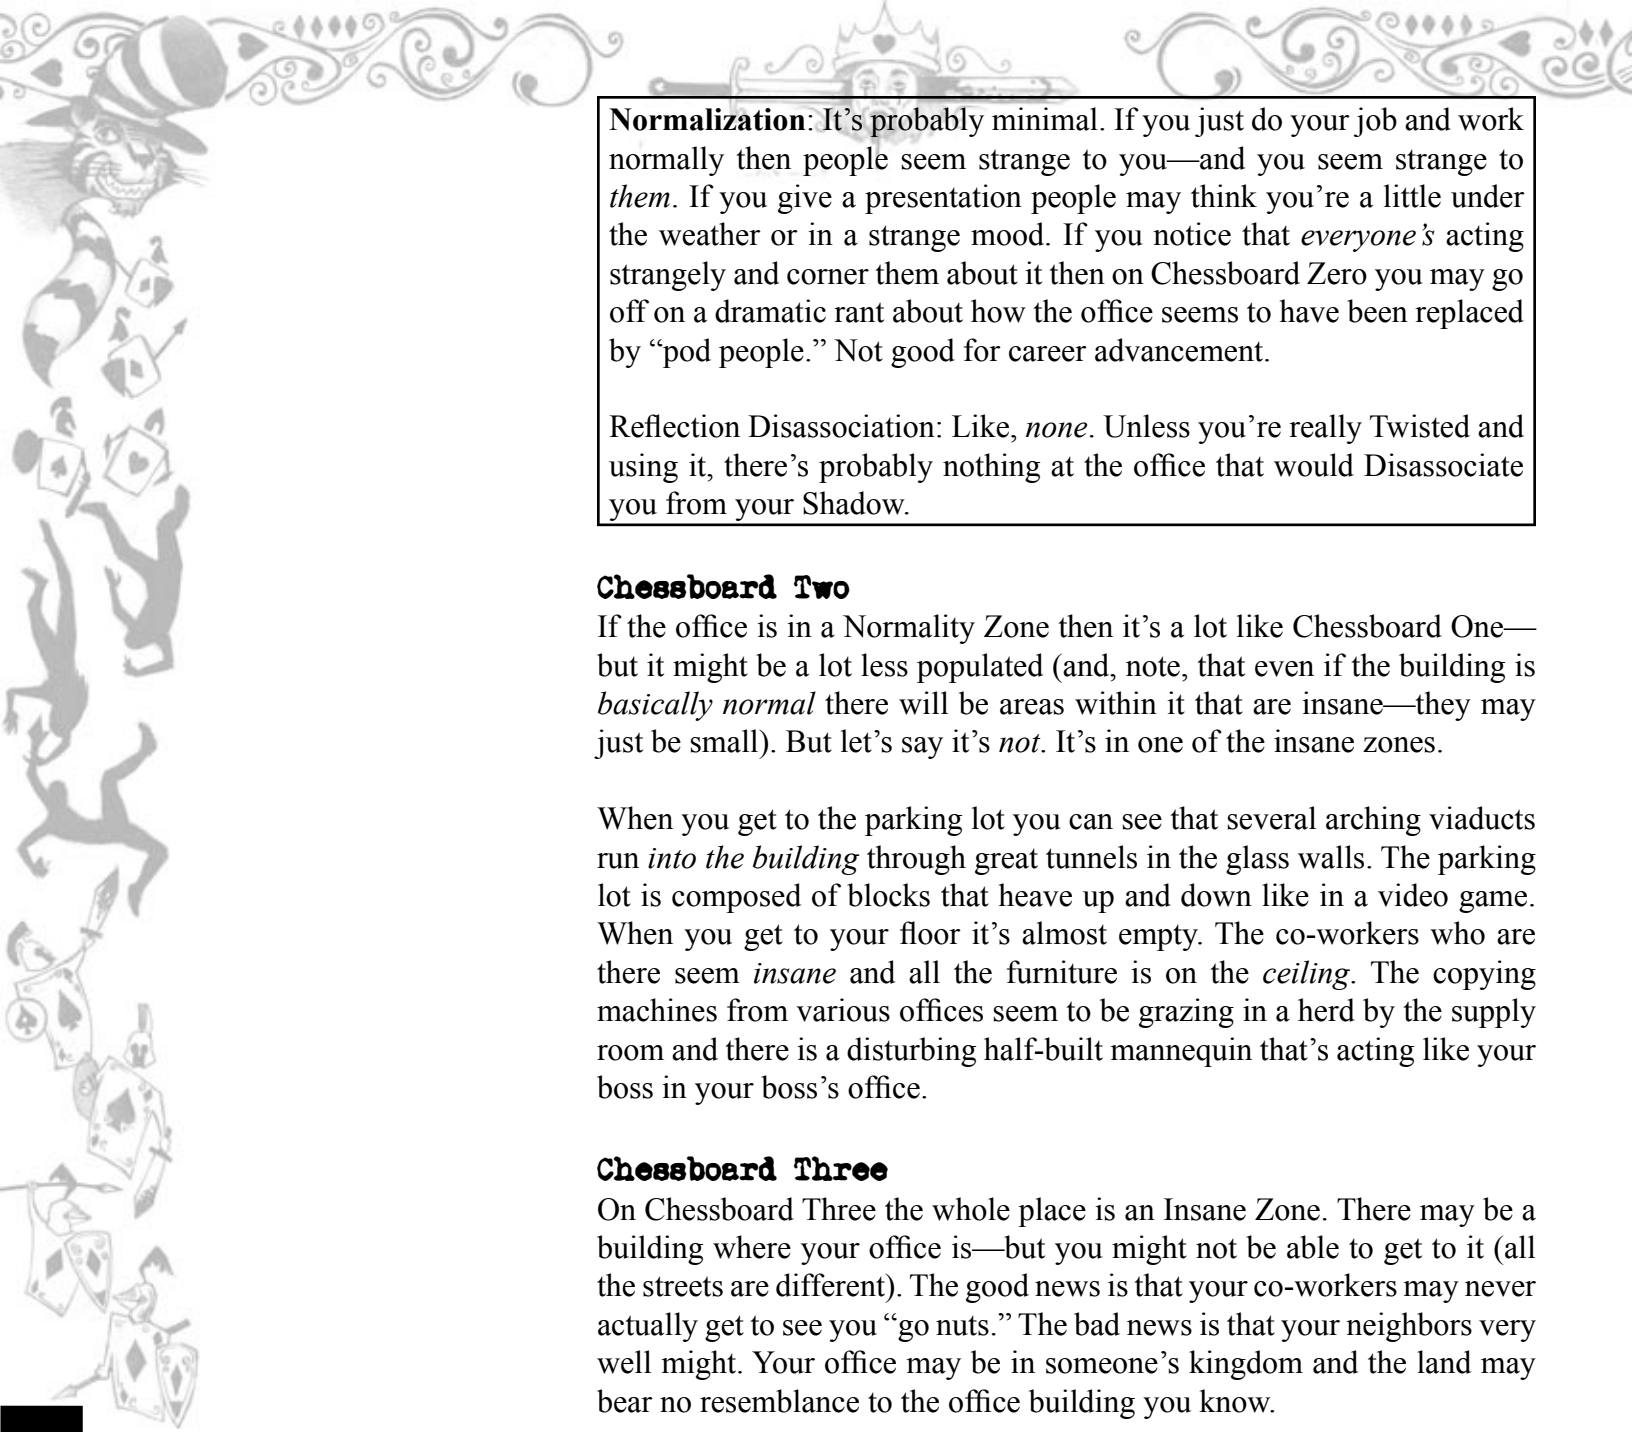 Normalization: It’s probably minimal. If you just do your job and work
normally then people seem strange to you—and you seem strange to
them. If you give a presentation people may think you’re a little under
the weather or in a strange mood. If you notice that everyone’s acting
strangely and corner them about it then on Chessboard Zero you may go
off on a dramatic rant about how the office seems to have been replaced
by “pod people.” Not good for career advancement.
Reflection Disassociation: Like, none. Unless you’re really Twisted and
using it, there’s probably nothing at the office that would Disassociate
you from your Shadow.
Chessboard Two
If the office is in a Normality Zone then it’s a lot like Chessboard One—
but it might be a lot less populated (and, note, that even if the building is
basically normal there will be areas within it that are insane—they may
just be small). But let’s say it’s not. It’s in one of the insane zones.
When you get to the parking lot you can see that several arching viaducts
run into the building through great tunnels in the glass walls. The parking
lot is composed of blocks that heave up and down like in a video game.
When you get to your floor it’s almost empty. The co-workers who are
there seem insane and all the furniture is on the ceiling. The copying
machines from various offices seem to be grazing in a herd by the supply
room and there is a disturbing half-built mannequin that’s acting like your
boss in your boss’s office.
Chessboard Three
On Chessboard Three the whole place is an Insane Zone. There may be a
building where your office is—but you might not be able to get to it (all
the streets are different). The good news is that your co-workers may never
actually get to see you “go nuts.” The bad news is that your neighbors very
well might. Your office may be in someone’s kingdom and the land may
bear no resemblance to the office building you know.